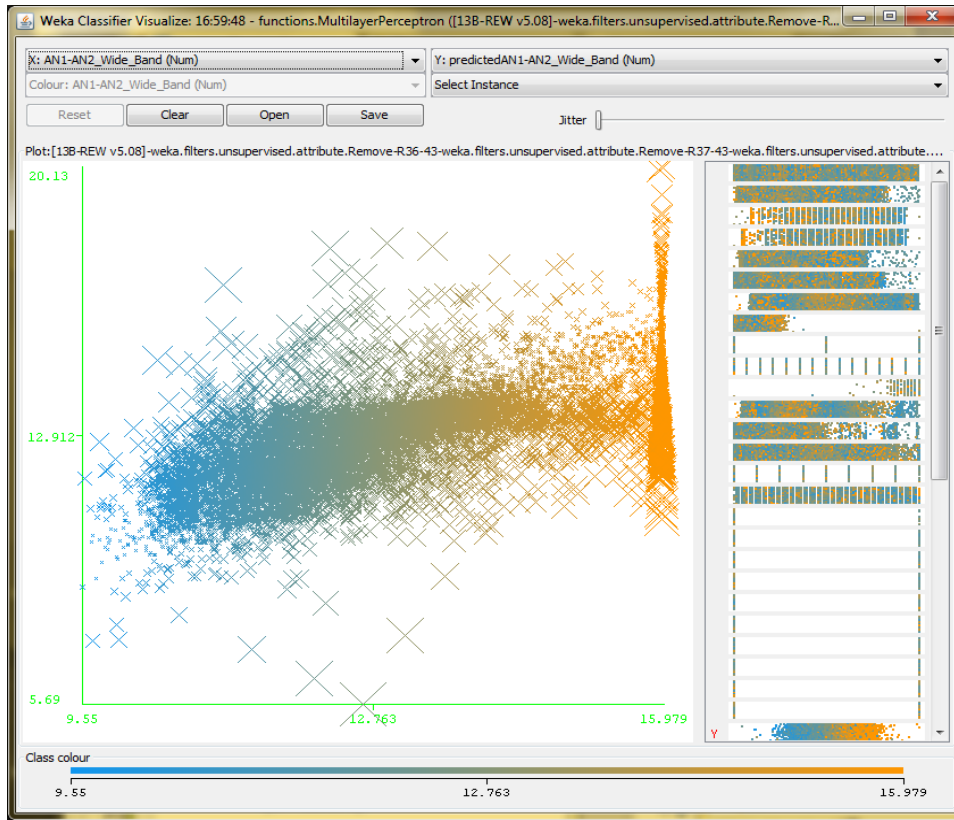 Weka Classifier Visualize: 16:59:48 - functions.MultilayerPerceptron ([13B-REW v5.08]-weka.filters.unsupervised.attribute.Remove-R...
X: AN1-AN2_Wide_Band (Num)
Y: predictedAN1-AN2_Wide_Band (Num)
Colour: AN1-AN2_Wide_Band (Num)
Select Instance
Reset
Clear
Open
Save
Jitter
Plot:[13B-REW v5.08]-weka.filters.unsupervised.attribute.Remove-R36-43-weka.filters.unsupervised.attribute.Remove-R37-43-weka.filters.unsupervised.attribute....
20.13
12.912
5.69
9.55
12.763
15.979
Y
Class colour
9.55
12.763
15.979